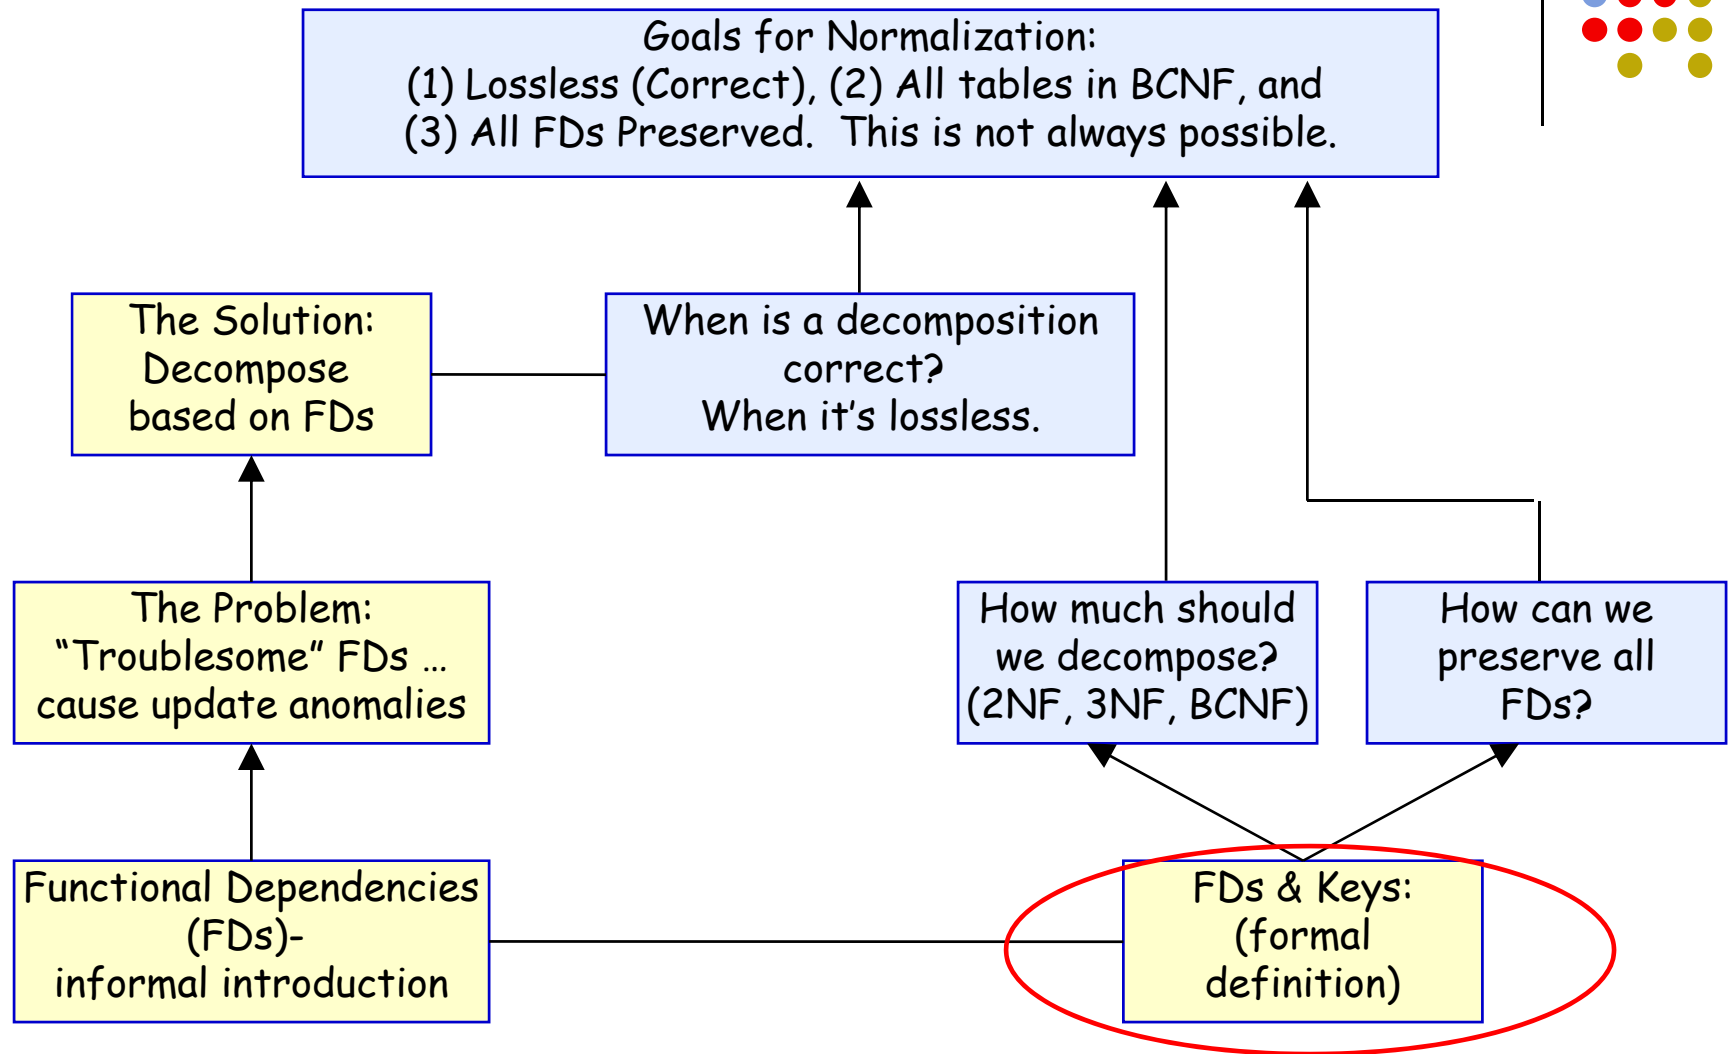 Goals for Normalization:
(1) Lossless (Correct), (2) All tables in BCNF, and
(3) All FDs Preserved.  This is not always possible.
The Solution:
Decompose
based on FDs
When is a decomposition
correct?
When it's lossless.
The Problem:
“Troublesome” FDs …
cause update anomalies
How much should
we decompose?
(2NF, 3NF, BCNF)
How can we
preserve all
FDs?
Functional Dependencies
(FDs)-
informal introduction
FDs & Keys:
(formal
definition)